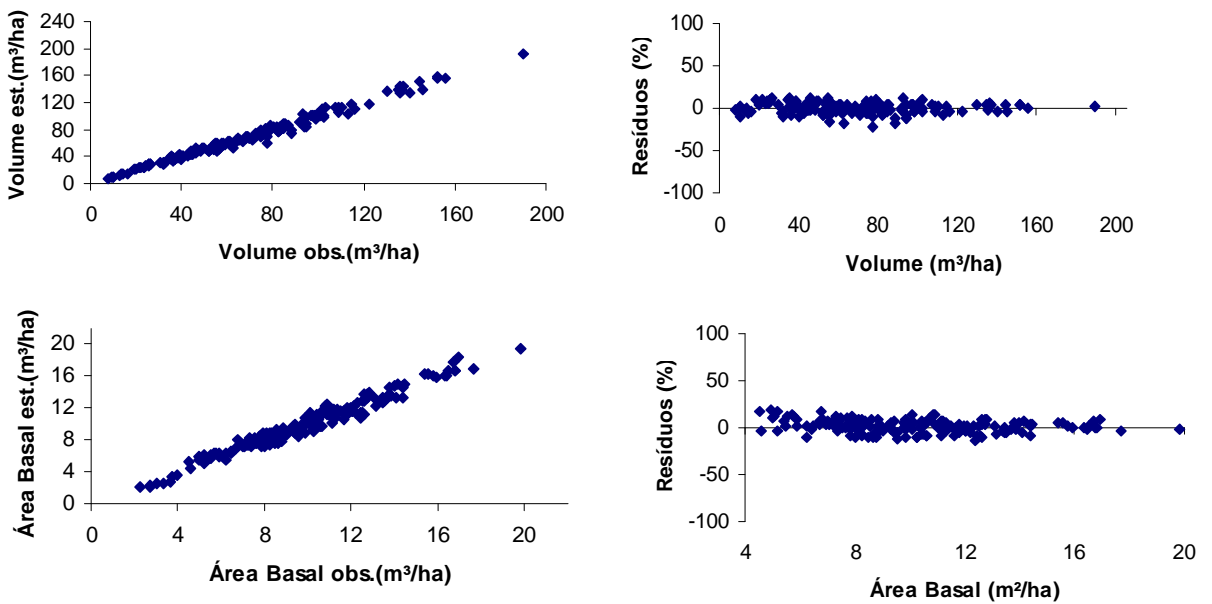 Volume est.(m³/ha)
240
200
160
120
80
40
0
0 40 80 120 160 200
Volume obs.(m³/ha)
Resíduos (%)
100
50
0
-50
-100
0 40 80 120 160 200
Volume (m³/ha)
Área Basal est.(m³/ha)
20
16
12
8
4
0
0 4 8 12 16 20
Área Basal obs.(m³/ha)
Resíduos (%)
100
50
0
-50
-100
4 8 12 16 20
Área Basal (m²/ha)